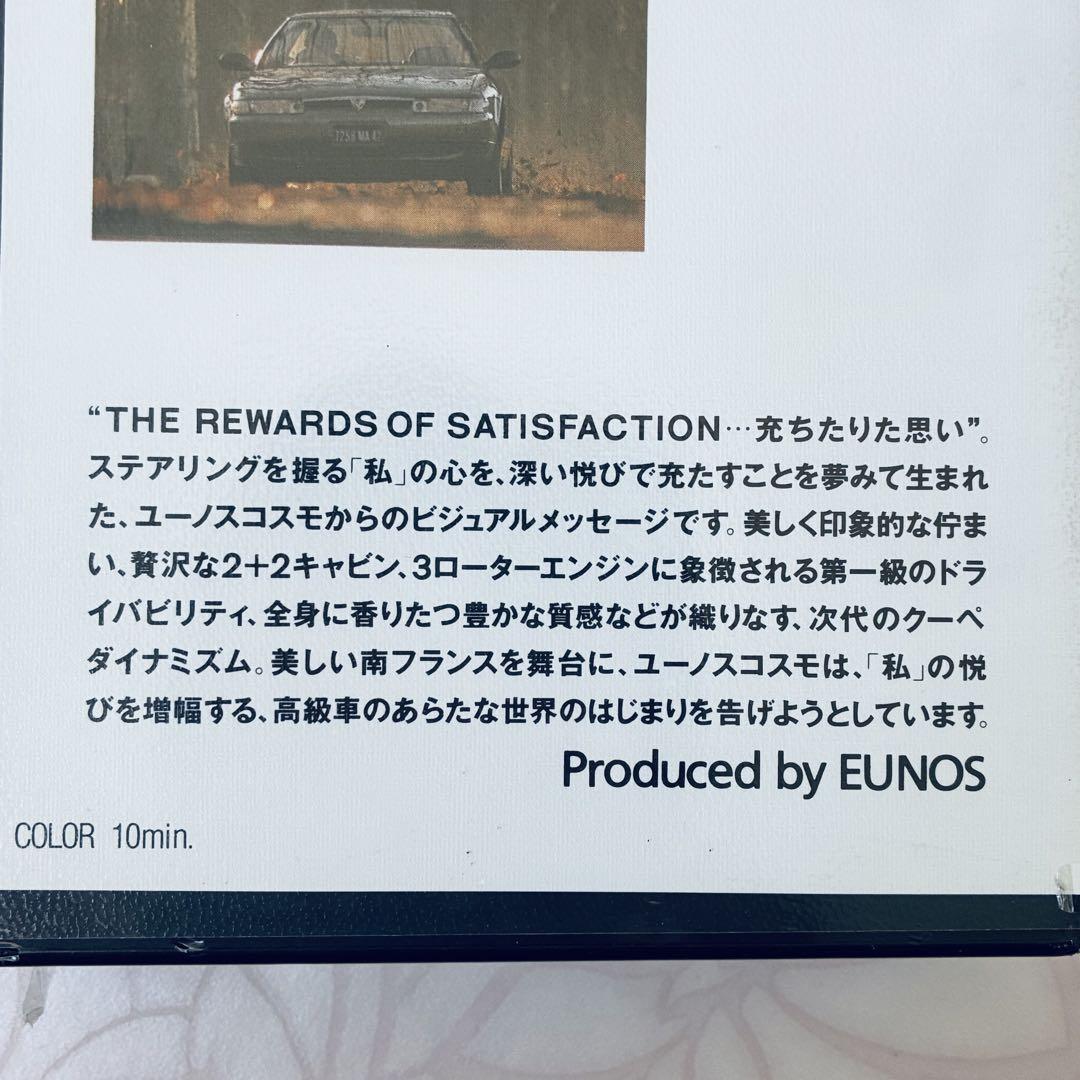 7258 MA 42
“THE REWARDS OF SATISFACTION…充ちたりた思い”。
ステアリングを握る「私」の心を、深い悦びで充たすことを夢みて生まれ
た、ユーノスコスモからのビジュアルメッセージです。美しく印象的な佇ま
い、贅沢な2+2キャビン、3ローターエンジンに象徴される第一級のドラ
イバビリティ、全身に香りたつ豊かな質感などが織りなす、次代のクーペ
ダイナミズム。美しい南フランスを舞台に、ユーノスコスモは、「私」の悦
びを増幅する、高級車のあらたな世界のはじまりを告げようとしています。
Produced by EUNOS
COLOR 10min.